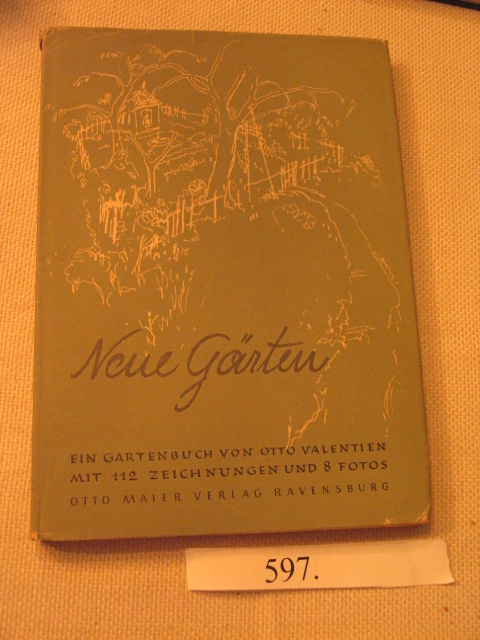 Neue Gärten
EIN GARTENBUCH VON OTTO VALENTIEN
MIT 112 ZEICHNUNGEN UND 8 FOTOS
OTTO MAIER VERLAG RAVENSBURG
597.